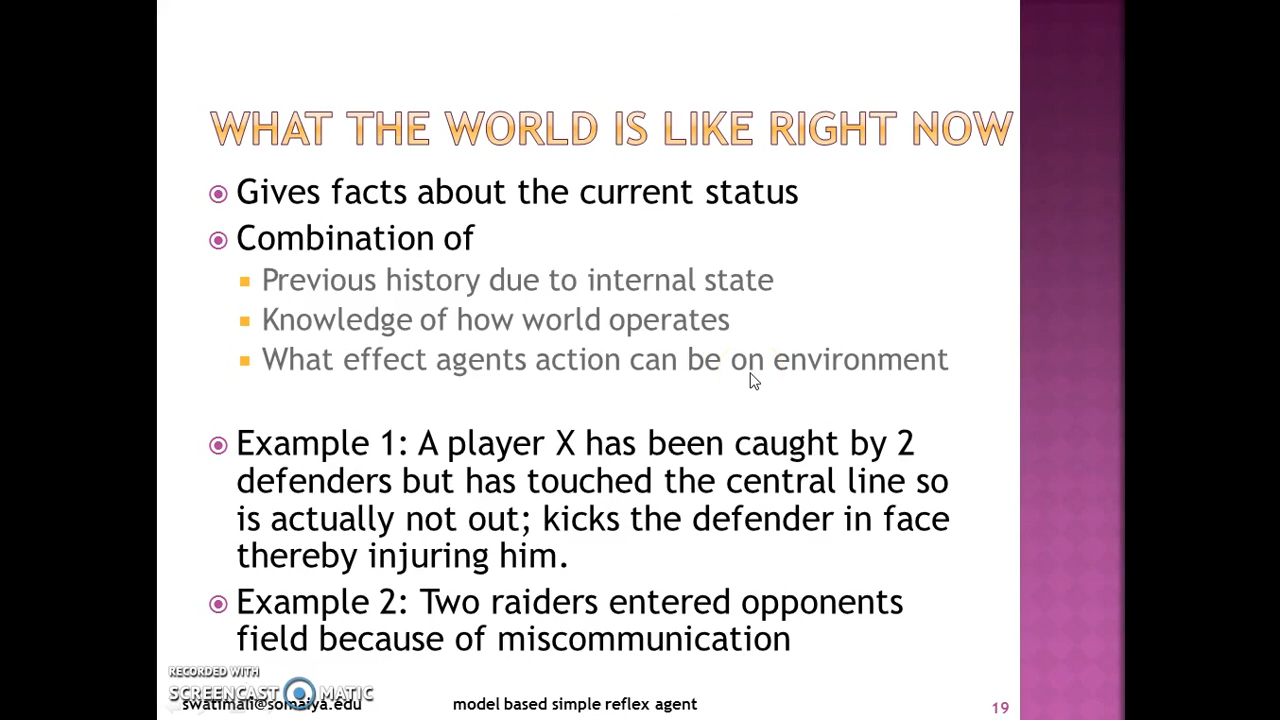 WHAT THE WORLD IS LIKE RIGHT NOW
Gives facts about the current status
Combination of
Previous history due to internal state
Knowledge of how world operates
What effect agents action can be on environment
Example 1: A player X has been caught by 2
defenders but has touched the central line so
is actually not out; kicks the defender in face
thereby injuring him.
Example 2: Two raiders entered opponents
field because of miscommunication
RECORDED WITH
SCREENCAST MATIC
swatimali@somaiya.edu
model based simple reflex agent
19